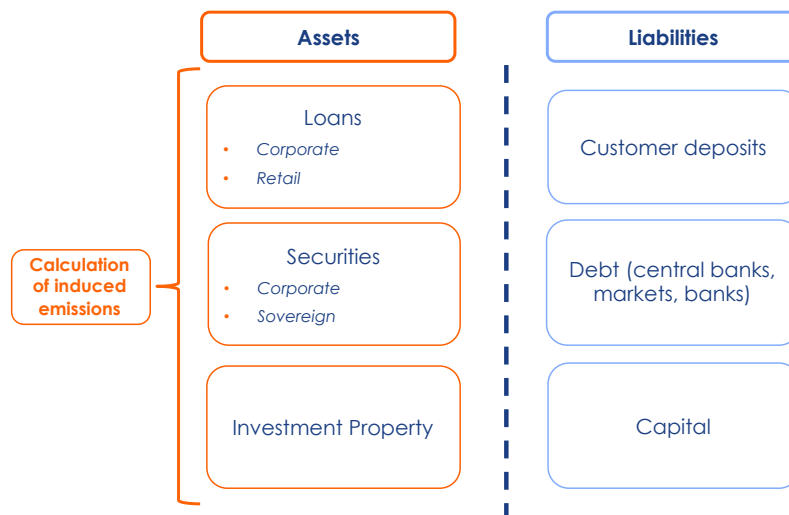 Assets
Liabilities
Loans
• Corporate
• Retail
Customer deposits
Calculation
of induced
emissions
Securities
• Corporate
• Sovereign
Debt (central banks,
markets, banks)
Investment Property
Capital